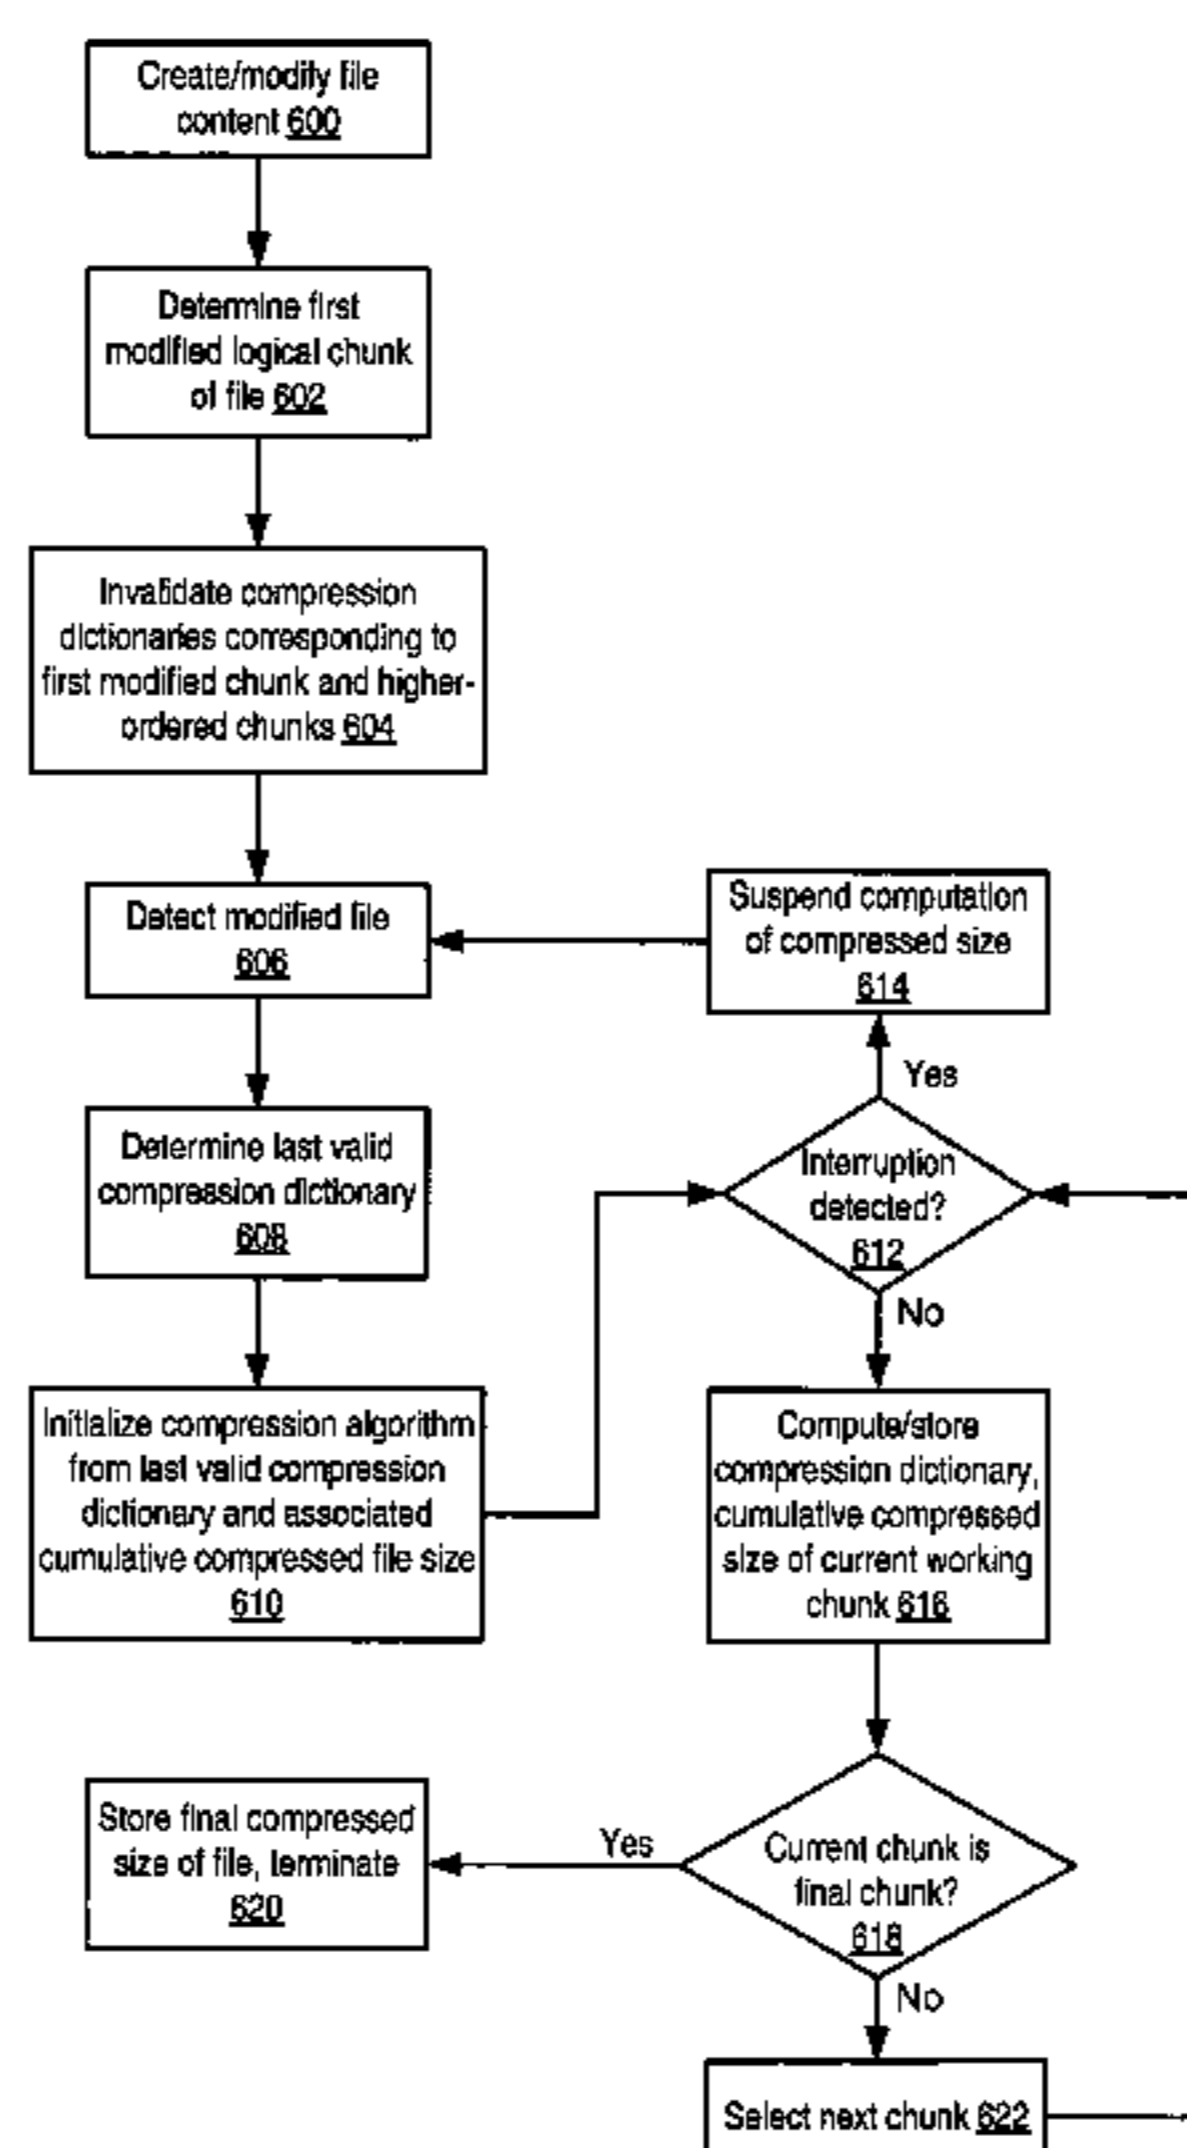 Create/modify file
content 600
Determine first
modified logical chunk
of file 602
Invalidate compression
dictionaries corresponding to
first modified chunk and higher-
ordered chunks 604
Detect modified file
606
Determine last valid
compression dictionary
608
Initialize compression algorithm
from last valid compression
dictionary and associated
cumulative compressed file size
610
Suspend computation
of compressed size
614
Yes
Interruption
detected?
612
No
Compute/store
compression dictionary,
cumulative compressed
size of current working
chunk 616
Current chunk is
final chunk?
618
Yes
Store final compressed
size of file, terminate
620
No
Select next chunk 622